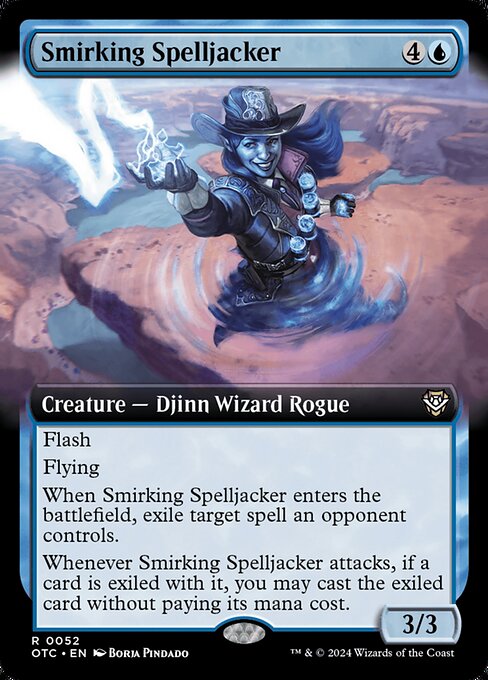 Smirking Spelljacker 4
Creature — Djinn Wizard Rogue
Flash
Flying
When Smirking Spelljacker enters the
battlefield, exile target spell an opponent
controls.
Whenever Smirking Spelljacker attacks, if a
card is exiled with it, you may cast the exiled
card without paying its mana cost.
3/3
R 0052
OTC • EN Borja Pindado
™ & © 2024 Wizards of the Coast